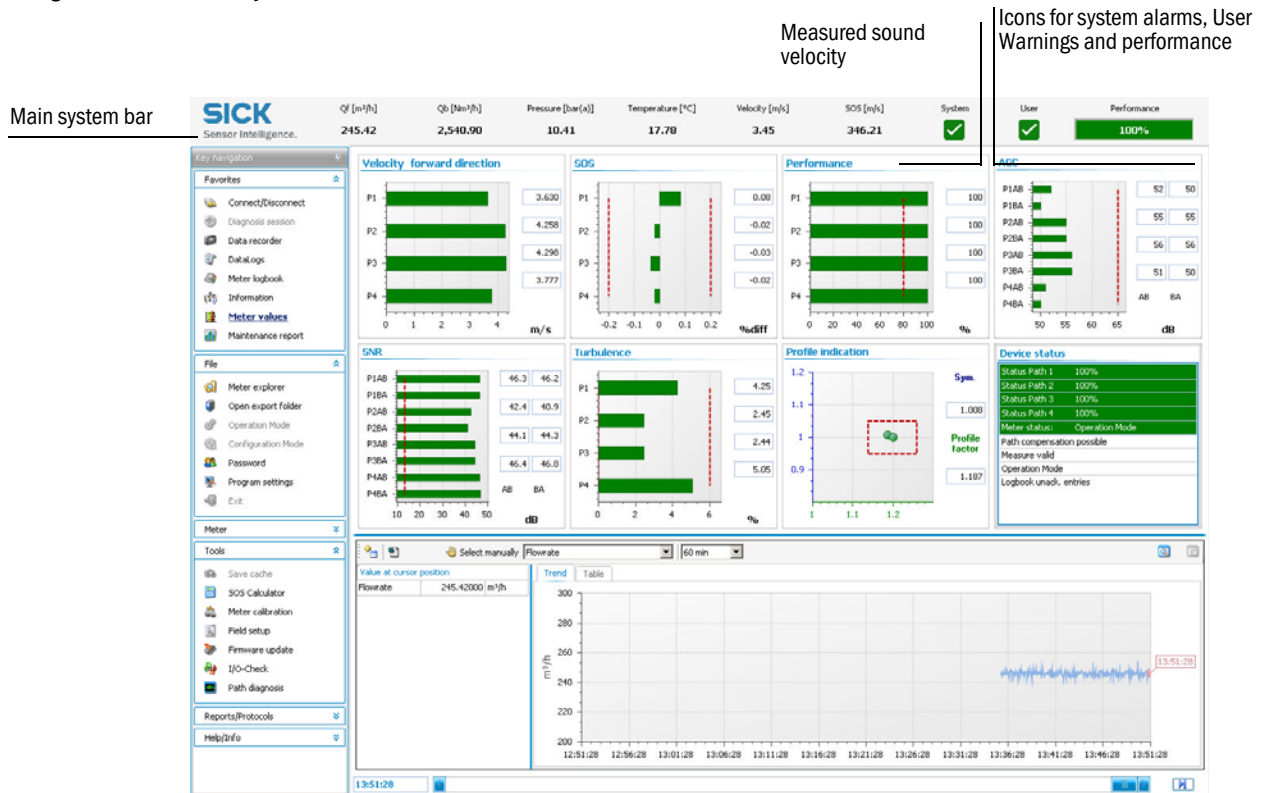 Measured sound
velocity
Icons for system alarms, User
Warnings and performance
Main system bar
SICK
Sensor Intelligence.
Qf [m³/h] Qb [Nm³/h] Pressure [bar(a)] Temperature [°C] Velocity [m/s] SOS [m/s] System User Performance
245.42 2,540.90 10.41 17.78 3.45 346.21 100%
Key navigation
Favorites
Connect/Disconnect
Diagnosis session
Data recorder
DataLogs
Meter logbook
Information
Meter values
Maintenance report
File
Meter explorer
Open export folder
Operation Mode
Configuration Mode
Password
Program settings
Exit
Meter
Tools
Save cache
SOS Calculator
Meter calibration
Field setup
Firmware update
I/O-Check
Path diagnosis
Reports/Protocols
Help/Info
Velocity forward direction
P1 3.630
P2 4.258
P3 4.298
3.777
P4
0 1 2 3 4 m/s
SOS
P1 0.08
P2 -0.02
P3 -0.03
-0.02
P4
-0.2 -0.1 0 0.1 0.2 %diff
Performance
P1 100
P2 100
P3 100
100
P4
0 20 40 60 80 100 %
AGC
P1AB 52 50
P1BA
P2AB 55 55
P2BA
P3AB 56 56
P3BA 51 50
P4AB
P4BA AB BA
50 55 60 65 dB
SNR
P1AB 46.3 46.2
P1BA
P2AB 42.4 40.9
P2BA
P3AB 44.1 44.3
P3BA 46.4 46.8
P4AB
P4BA AB BA
10 20 30 40 50 dB
Turbulence
P1 4.25
P2 2.45
2.44
P3
5.05
P4
0 2 4 6 %
Profile indication
1.2 Sym.
1.1 1.008
1 Profile
factor
0.9 1.187
1 1.1 1.2
Device status
Status Path 1 100%
Status Path 2 100%
Status Path 3 100%
Status Path 4 100%
Meter status: Operation Mode
Path compensation possible
Measure valid
Operation Mode
Logbook unack. entries
Select manually Flowrate 60 min
Value at cursor position
Flowrate 245.42000 m³/h
Trend Table
300
280
260
240
220
200
m³/h
13:51:28
12:51:28 12:56:28 13:01:28 13:06:28 13:11:28 13:16:28 13:21:28 13:26:28 13:31:28 13:36:28 13:41:28 13:46:28 13:51:28
13:51:28